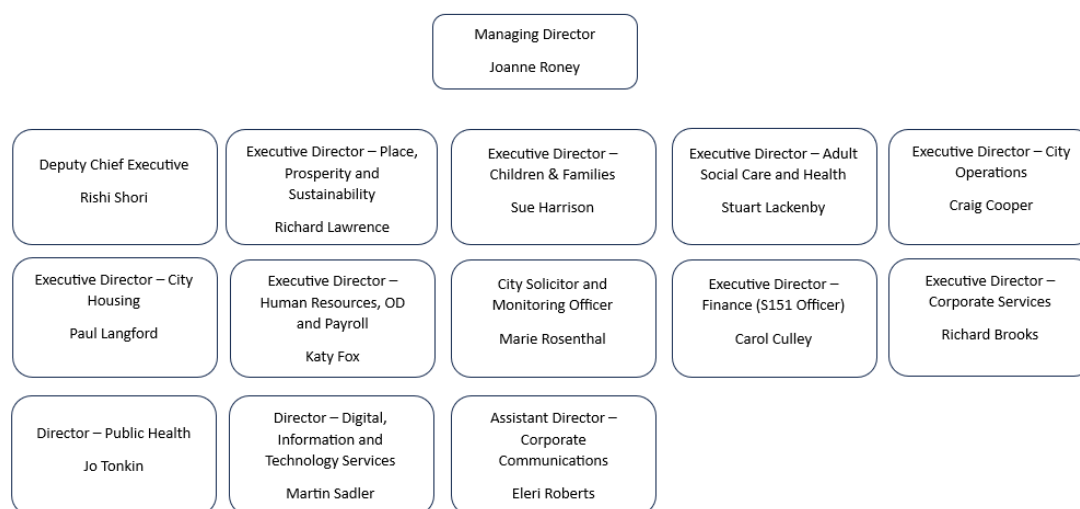 Managing Director
Joanne Roney
Deputy Chief Executive
Rishi Shori
Executive Director – Place,
Prosperity and
Sustainability
Richard Lawrence
Executive Director –
Children & Families
Sue Harrison
Executive Director – Adult
Social Care and Health
Stuart Lackenby
Executive Director – City
Operations
Craig Cooper
Executive Director – City
Housing
Paul Langford
Executive Director –
Human Resources, OD
and Payroll
Katy Fox
City Solicitor and
Monitoring Officer
Marie Rosenthal
Executive Director –
Finance (S151 Officer)
Carol Culley
Executive Director –
Corporate Services
Richard Brooks
Director – Public Health
Jo Tonkin
Director – Digital,
Information and
Technology Services
Martin Sadler
Assistant Director –
Corporate
Communications
Eleri Roberts